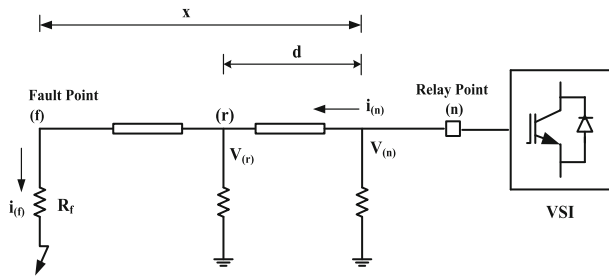 x
d
Fault Point
(f)
(r)
i(n)
Relay Point
(n)
V(r)
V(n)
i(f)
Rf
VSI